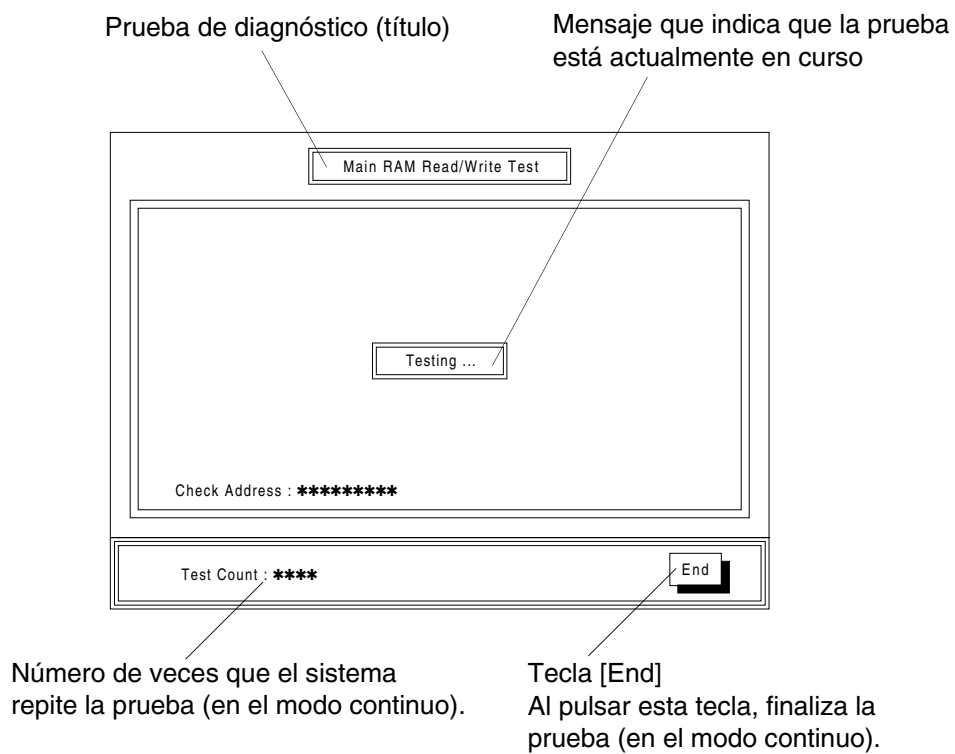 Prueba de diagnóstico (título)
Mensaje que indica que la prueba
está actualmente en curso
Main RAM Read/Write Test
Testing ...
Check Address : *********
Test Count : ****
End
Número de veces que el sistema
repite la prueba (en el modo continuo).
Tecla [End]
Al pulsar esta tecla, finaliza la
prueba (en el modo continuo).